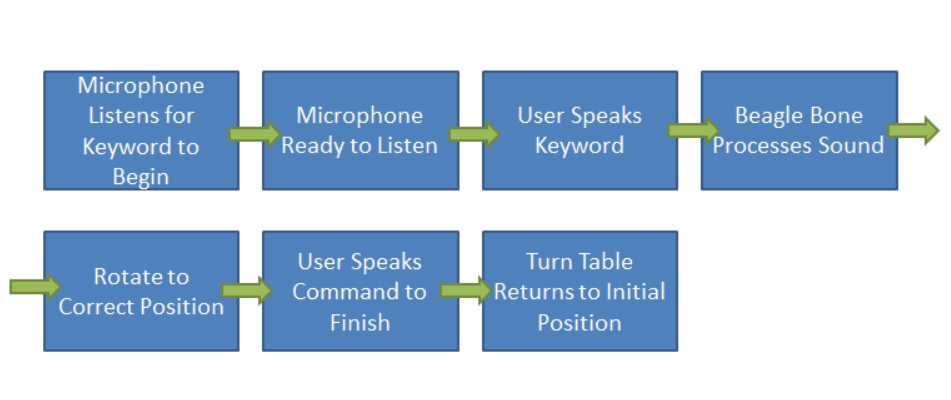 Microphone
Listens for
Keyword to
Begin
Microphone
Ready to Listen
User Speaks
Keyword
Beagle Bone
Processes Sound
Rotate to
Correct Position
User Speaks
Command to
Finish
Turn Table
Returns to Initial
Position